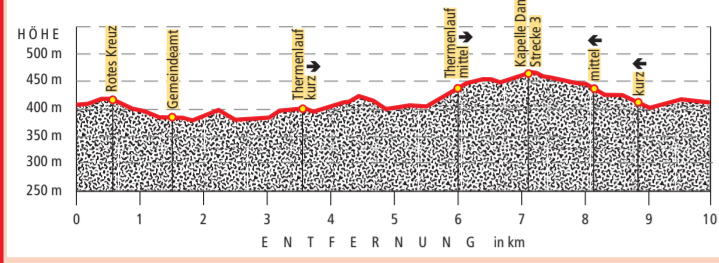 HÖHE
500 m
450 m
400 m
350 m
300 m
250 m
Rotes Kreuz
Gemeindeamt
Thermenlauf
kurz
Thermenlauf
mittel
Kapelle Dan
Strecke 3
mittel
kurz
0 1 2 3 4 5 6 7 8 9 10
ENTFERNUNG in km